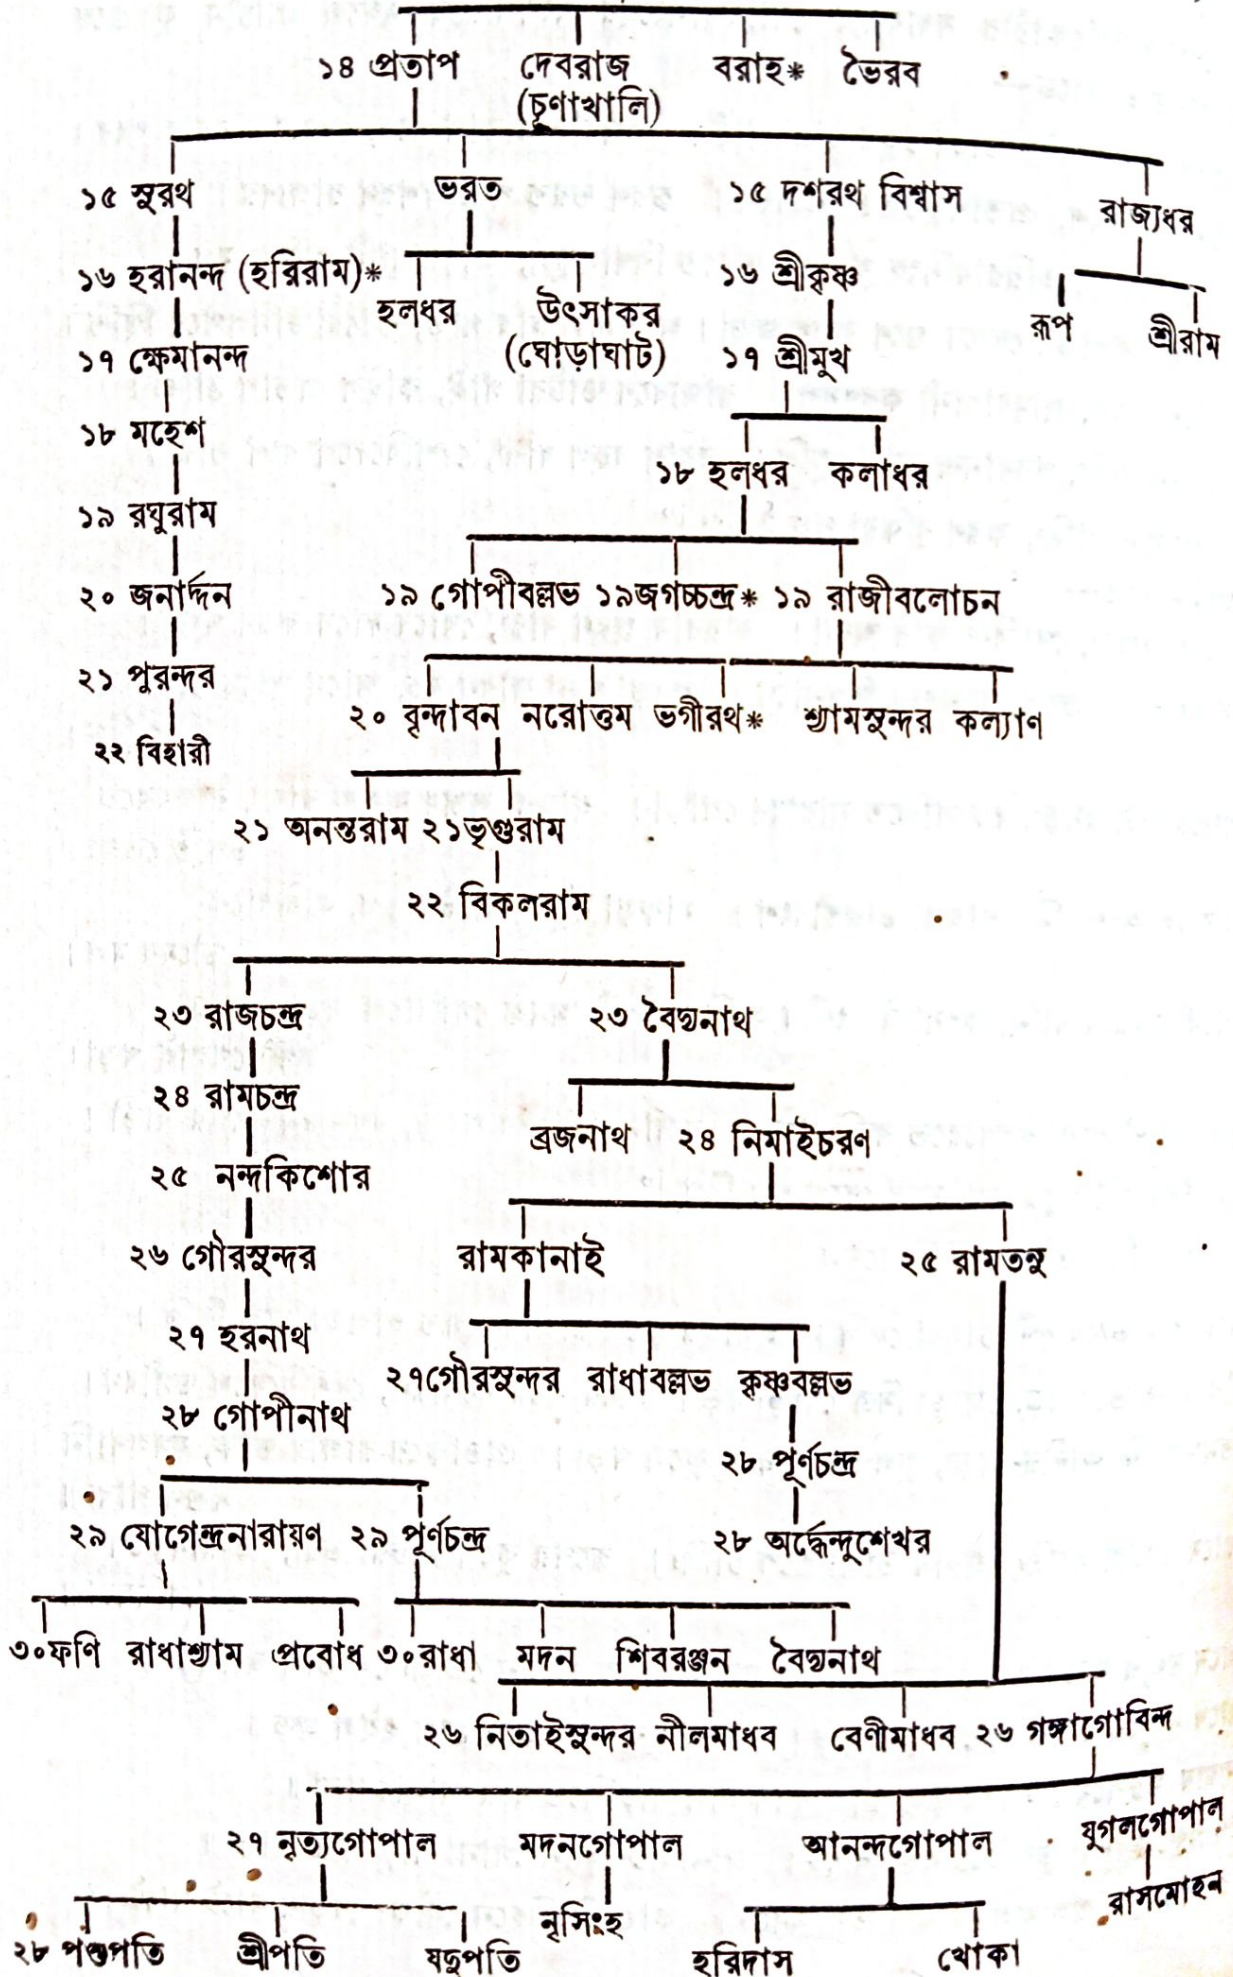 ১৪ প্রতাপ দেবরাজ বরাহ* ভৈরব
(চূণাখালি)
১৫ সুরথ ভরত ১৫ দশরথ বিশ্বাস রাজ্যধর
১৬ হরানন্দ (হরিরাম)* হলধর উৎসাকর ১৬ শ্রীকৃষ্ণ রূপ শ্রীরাম
১৭ ক্ষেমানন্দ (ঘোড়াঘাট) ১৭ শ্রীমুখ
১৮ মহেশ ১৮ হলধর কলাধর
১৯ রঘুরাম
২০ জনার্দ্দন ১৯ গোপীবল্লভ ১৯জগচ্চন্দ্র* ১৯ রাজীবলোচন
২১ পুরন্দর
২০ বৃন্দাবন নরোত্তম ভগীরথ* শ্যামসুন্দর কল্যাণ
২২ বিহারী
২১ অনন্তরাম ২১ভৃগুরাম
২২ বিকলরাম
২৩ রাজচন্দ্র ২৩ বৈদ্যনাথ
২৪ রামচন্দ্র
ব্রজনাথ ২৪ নিমাইচরণ
২৫ নন্দকিশোর
২৬ গৌরসুন্দর রামকানাই ২৫ রামতনু
২৭ হরনাথ
২৭গৌরসুন্দর রাধাবল্লভ কৃষ্ণবল্লভ
২৮ গোপীনাথ
২৮ পূর্ণচন্দ্র
২৯ যোগেন্দ্রনারায়ণ ২৯ পূর্ণচন্দ্র ২৮ অর্দ্ধেন্দুশেখর
৩০ফণি রাধাশ্যাম প্রবোধ ৩০রাধা মদন শিবরঞ্জন বৈদ্যনাথ
২৬ নিতাইসুন্দর নীলমাধব বেণীমাধব ২৬ গঙ্গাগোবিন্দ
২৭ নৃত্যগোপাল মদনগোপাল আনন্দগোপাল যুগলগোপাল
রাসমোহন
নৃসিংহ
২৮ পশুপতি শ্রীপতি যদুপতি হরিদাস খোকা